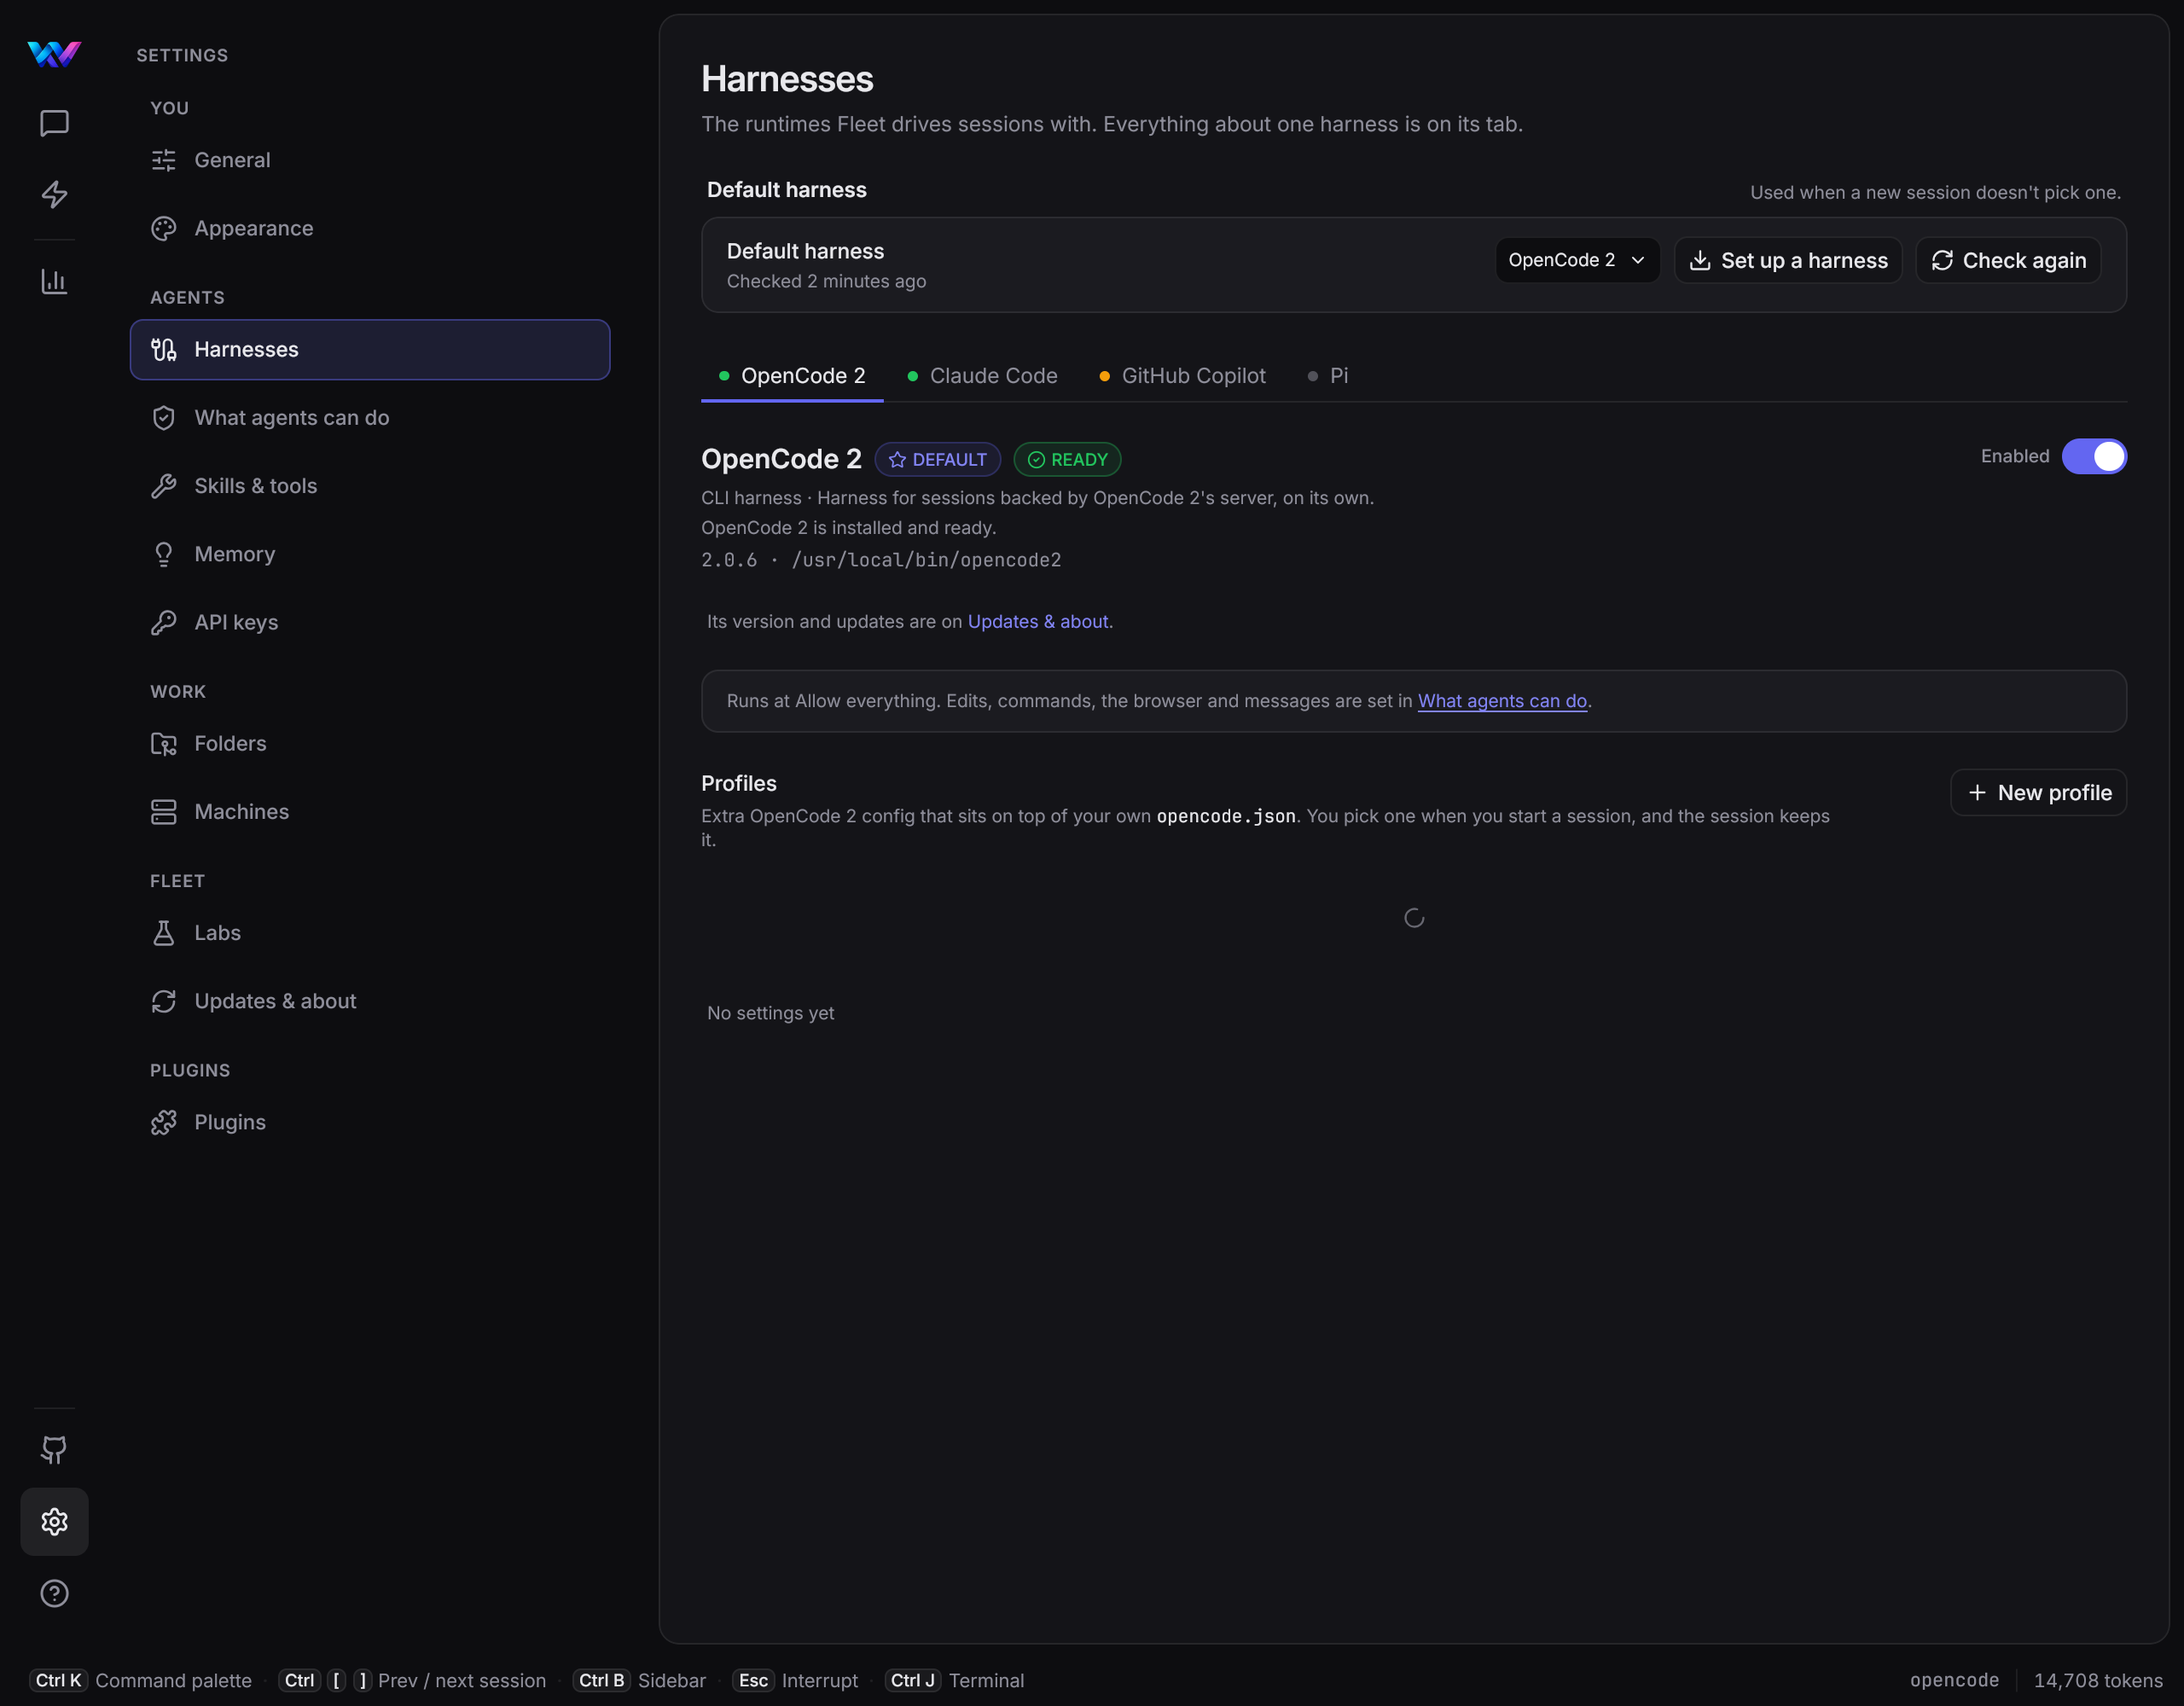 SETTINGS
YOU
General
Appearance
AGENTS
Harnesses
What agents can do
Skills & tools
Memory
API keys
WORK
Folders
Machines
FLEET
Labs
Updates & about
PLUGINS
Plugins
Harnesses
The runtimes Fleet drives sessions with. Everything about one harness is on its tab.
Default harness
Used when a new session doesn't pick one.
Default harness
Checked 2 minutes ago
OpenCode 2
Set up a harness
Check again
OpenCode 2
Claude Code
GitHub Copilot
Pi
OpenCode 2
DEFAULT
READY
Enabled
CLI harness · Harness for sessions backed by OpenCode 2's server, on its own.
OpenCode 2 is installed and ready.
2.0.6 · /usr/local/bin/opencode2
Its version and updates are on Updates & about.
Runs at Allow everything. Edits, commands, the browser and messages are set in What agents can do.
Profiles
New profile
Extra OpenCode 2 config that sits on top of your own opencode.json. You pick one when you start a session, and the session keeps
it.
No settings yet
Ctrl K Command palette · Ctrl [ ] Prev / next session · Ctrl B Sidebar · Esc Interrupt · Ctrl J Terminal
opencode
14,708 tokens